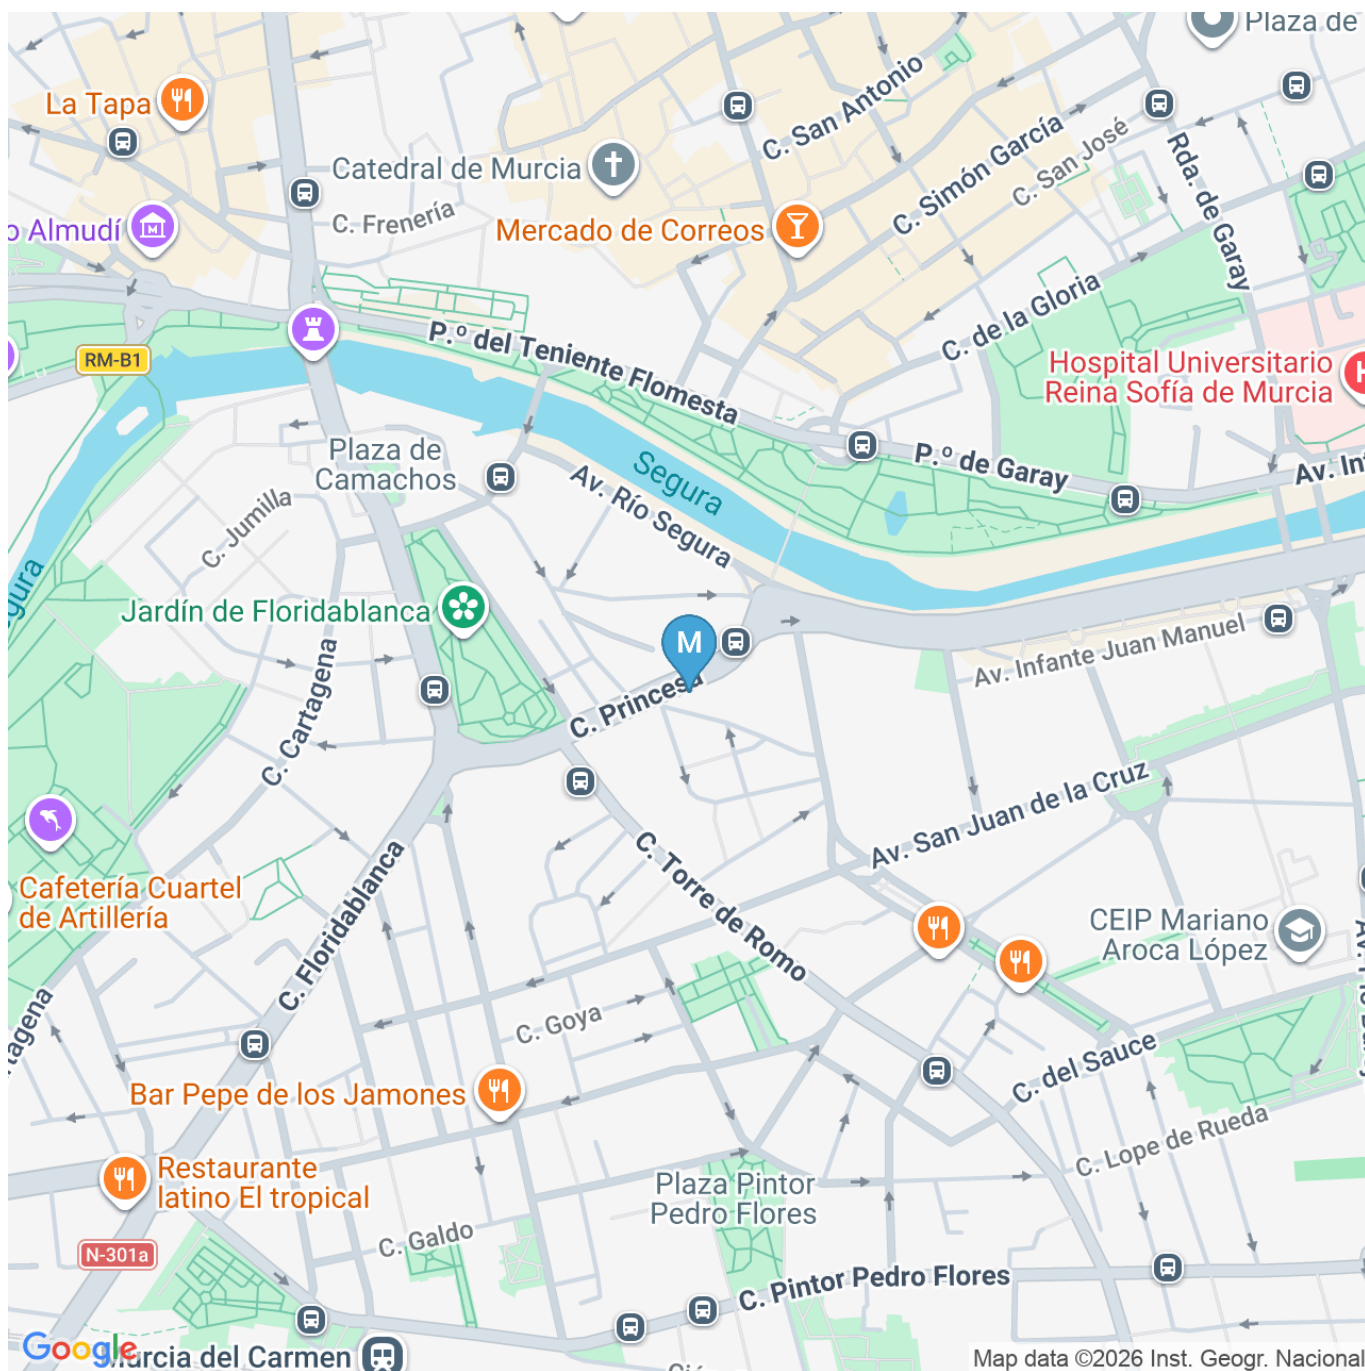 Plaza de
La Tapa
C. San Antonio
C. Simón García
C. San José
Rda. de Garay
Catedral de Murcia
C. Frenería
Almudí
Mercado de Correos
C. de la Gloria
RM-B1
P.º del Teniente Flomesta
Hospital Universitario
Reina Sofía de Murcia
H
Plaza de
Camachos
Segura
P.º de Garay
Av. Río Segura
C. Jumilla
Jardín de Floridablanca
M
Av. Infante Juan Manuel
C. Cartagena
C. Princesa
Av. San Juan de la Cruz
C. Floridablanca
C. Torre de Romo
Cafetería Cuartel
de Artillería
CEIP Mariano
Aroca López
C. Goya
C. del Sauce
Bar Pepe de los Jamones
C. Lope de Rueda
Restaurante
latino El tropical
Plaza Pintor
Pedro Flores
C. Galdo
N-301a
C. Pintor Pedro Flores
Google
Murcia del Carmen
Map data ©2026 Inst. Geogr. Nacional